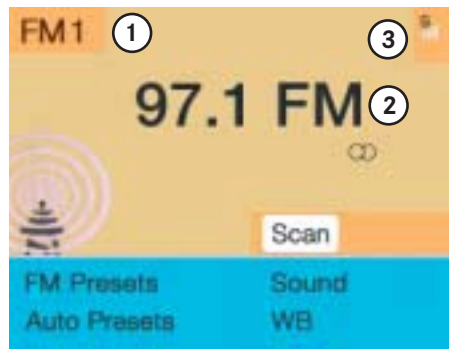 FM1 1 3
97.1 FM 2
Scan
FM Presets Sound
Auto Presets WB